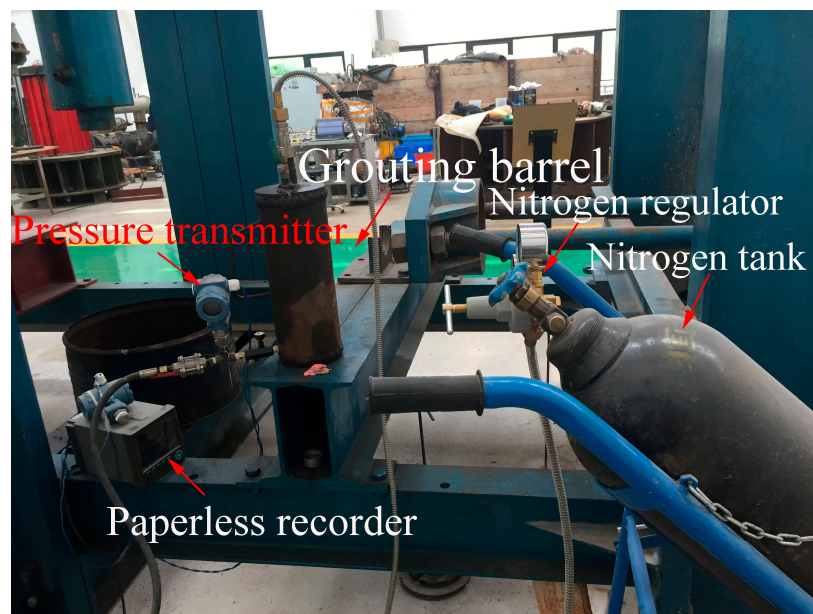 Grouting barrel
Nitrogen regulator
Pressure transmitter
Nitrogen tank
Paperless recorder